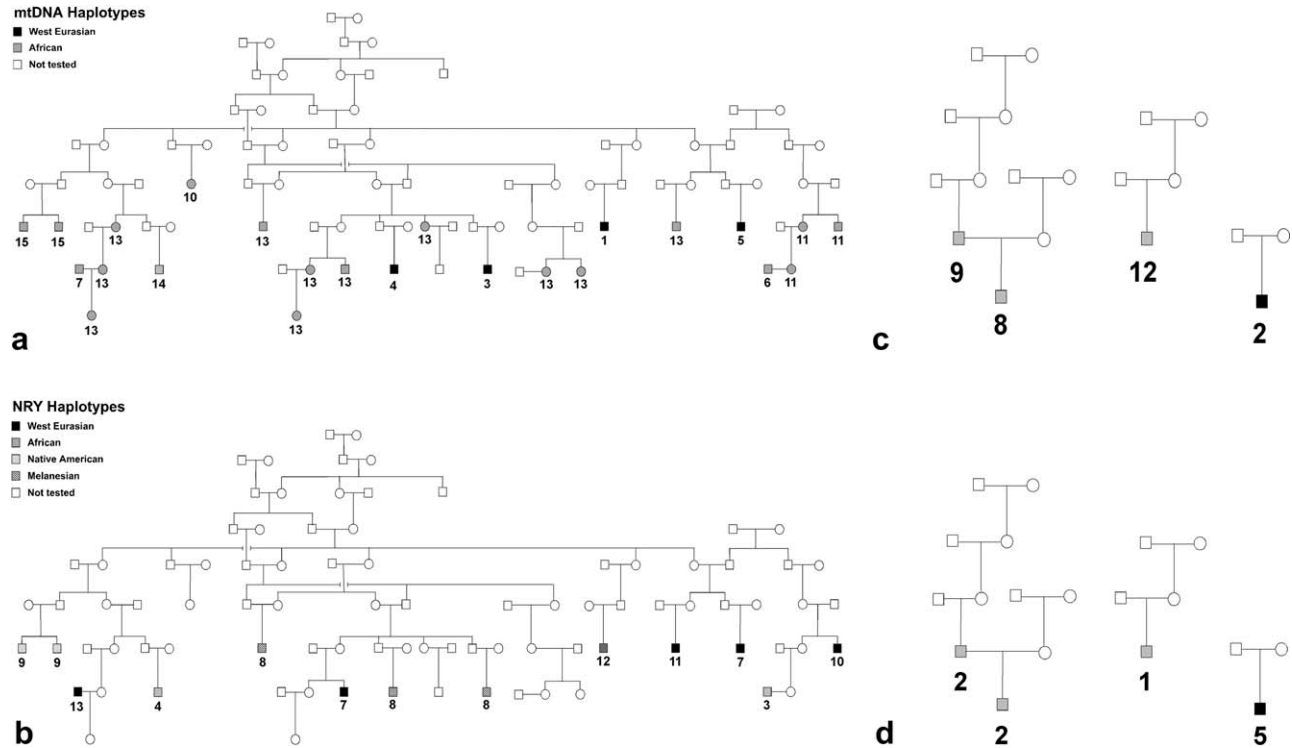 mtDNA Haplotypes
West Eurasian
African
Not tested
10
15 15 13 13 13 1 13 5 11 11
7 13 14 13 13 4 3 13 13 6 11
13 13
a
9 12
8 2
c
NRY Haplotypes
West Eurasian
African
Native American
Melanesian
Not tested
9 9 8 12 11 7 10
13 4 7 8 8 3
b
2 1
2 5
d